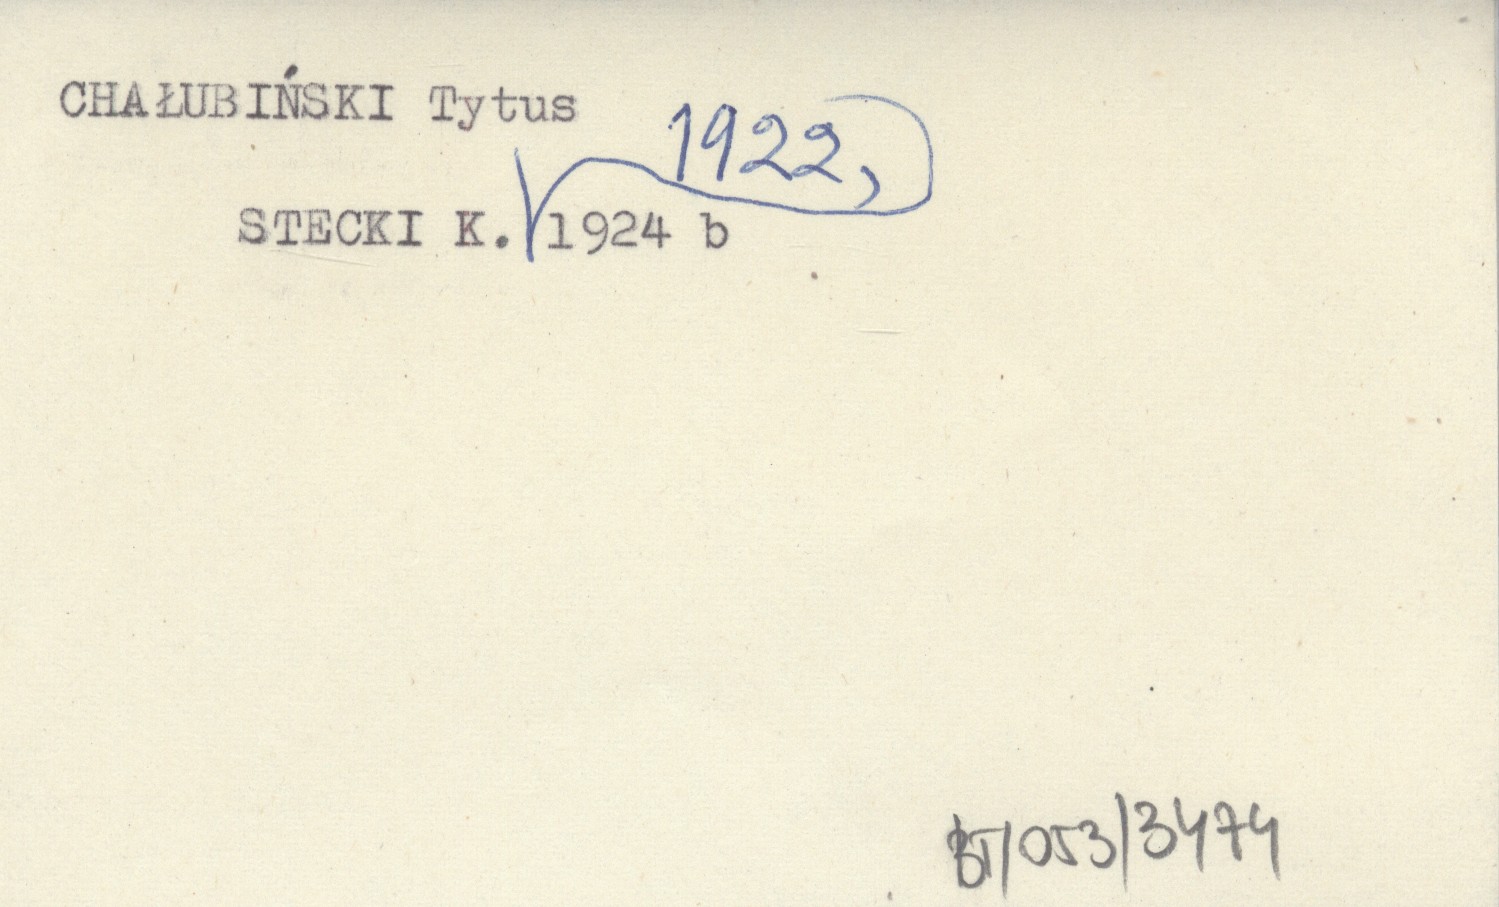 CHAŁUBIŃSKI Tytus
1922,
STECKI K. 1924 b
BT/053/3474